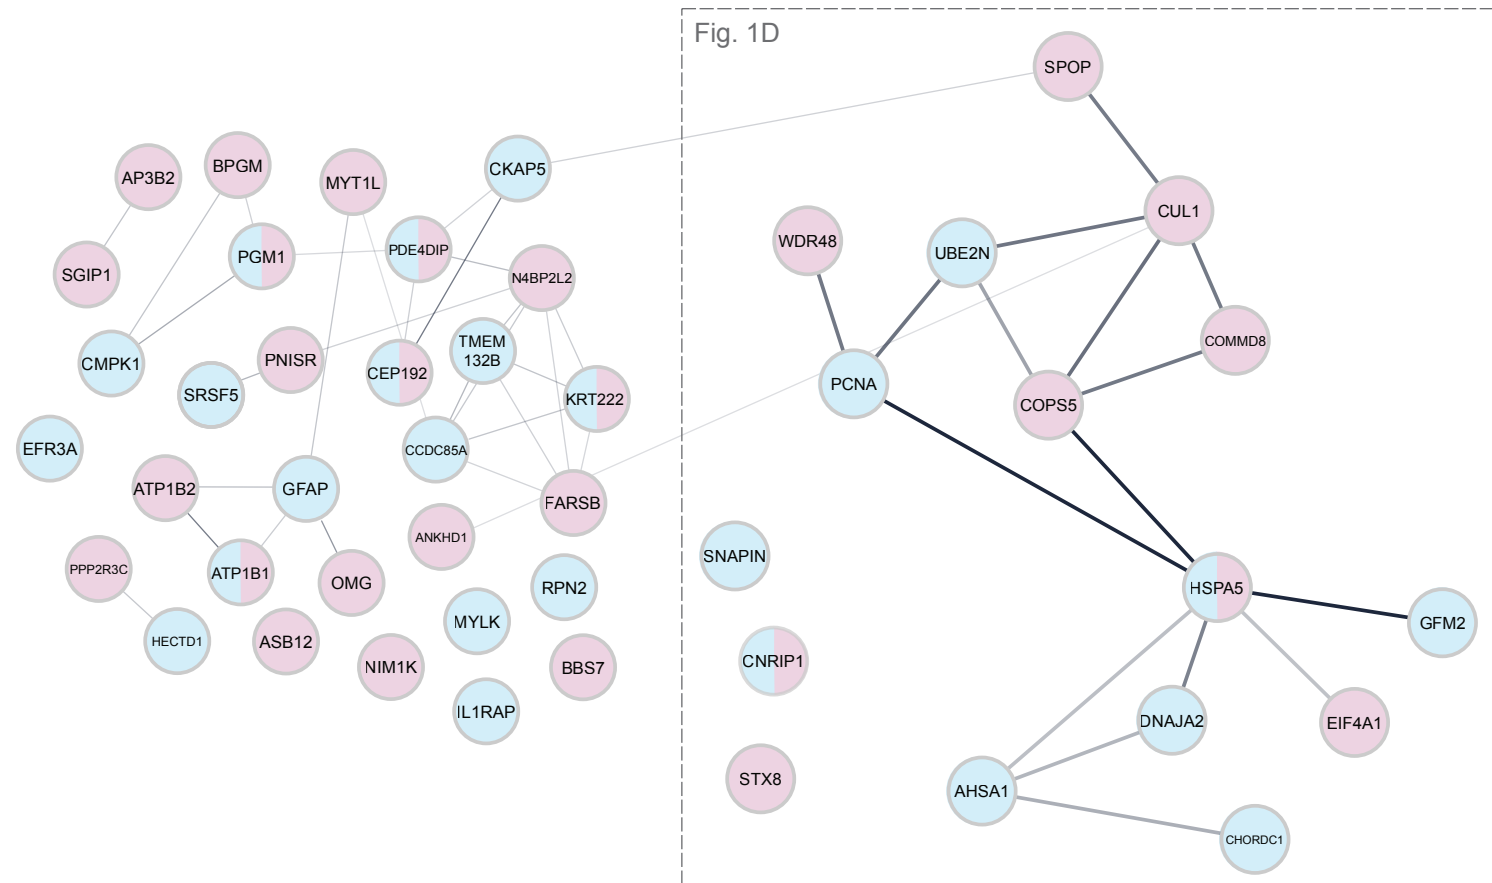 Fig. 1D
SPOP
CKAP5
BPGM
AP3B2
MYT1L
CUL1
WDR48
PDE4DIP
UBE2N
PGM1
SGIP1
N4BP2L2
COMMD8
TMEM
132B
PNISR
CMPK1
CEP192
PCNA
SRSF5
KRT222
COPS5
EFR3A
CCDC85A
ATP1B2
GFAP
FARSB
ANKHD1
SNAPIN
PPP2R3C
ATP1B1
OMG
RPN2
HSPA5
MYLK
GFM2
HECTD1
ASB12
NIM1K
BBS7
CNRIP1
IL1RAP
DNAJA2
EIF4A1
STX8
AHSA1
CHORDC1